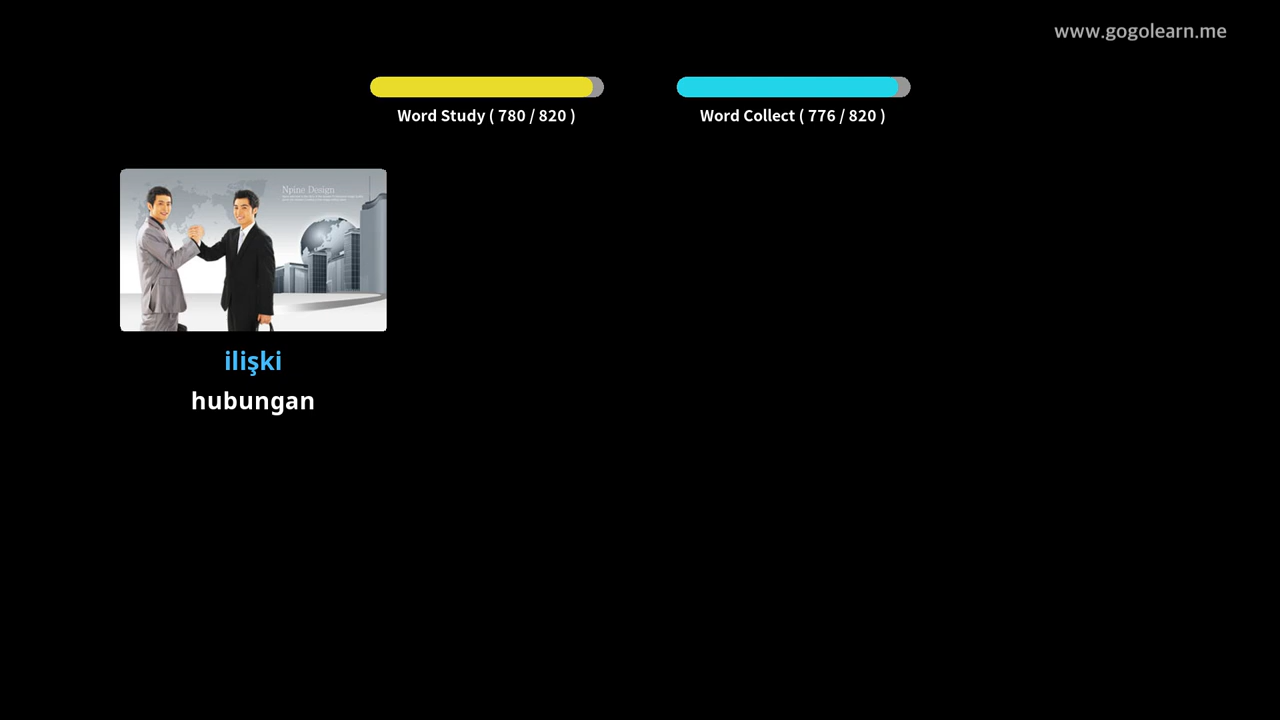 www.gogolearn.me
Word Study ( 780 / 820 )
Word Collect ( 776 / 820 )
Npine Design
ilişki
hubungan